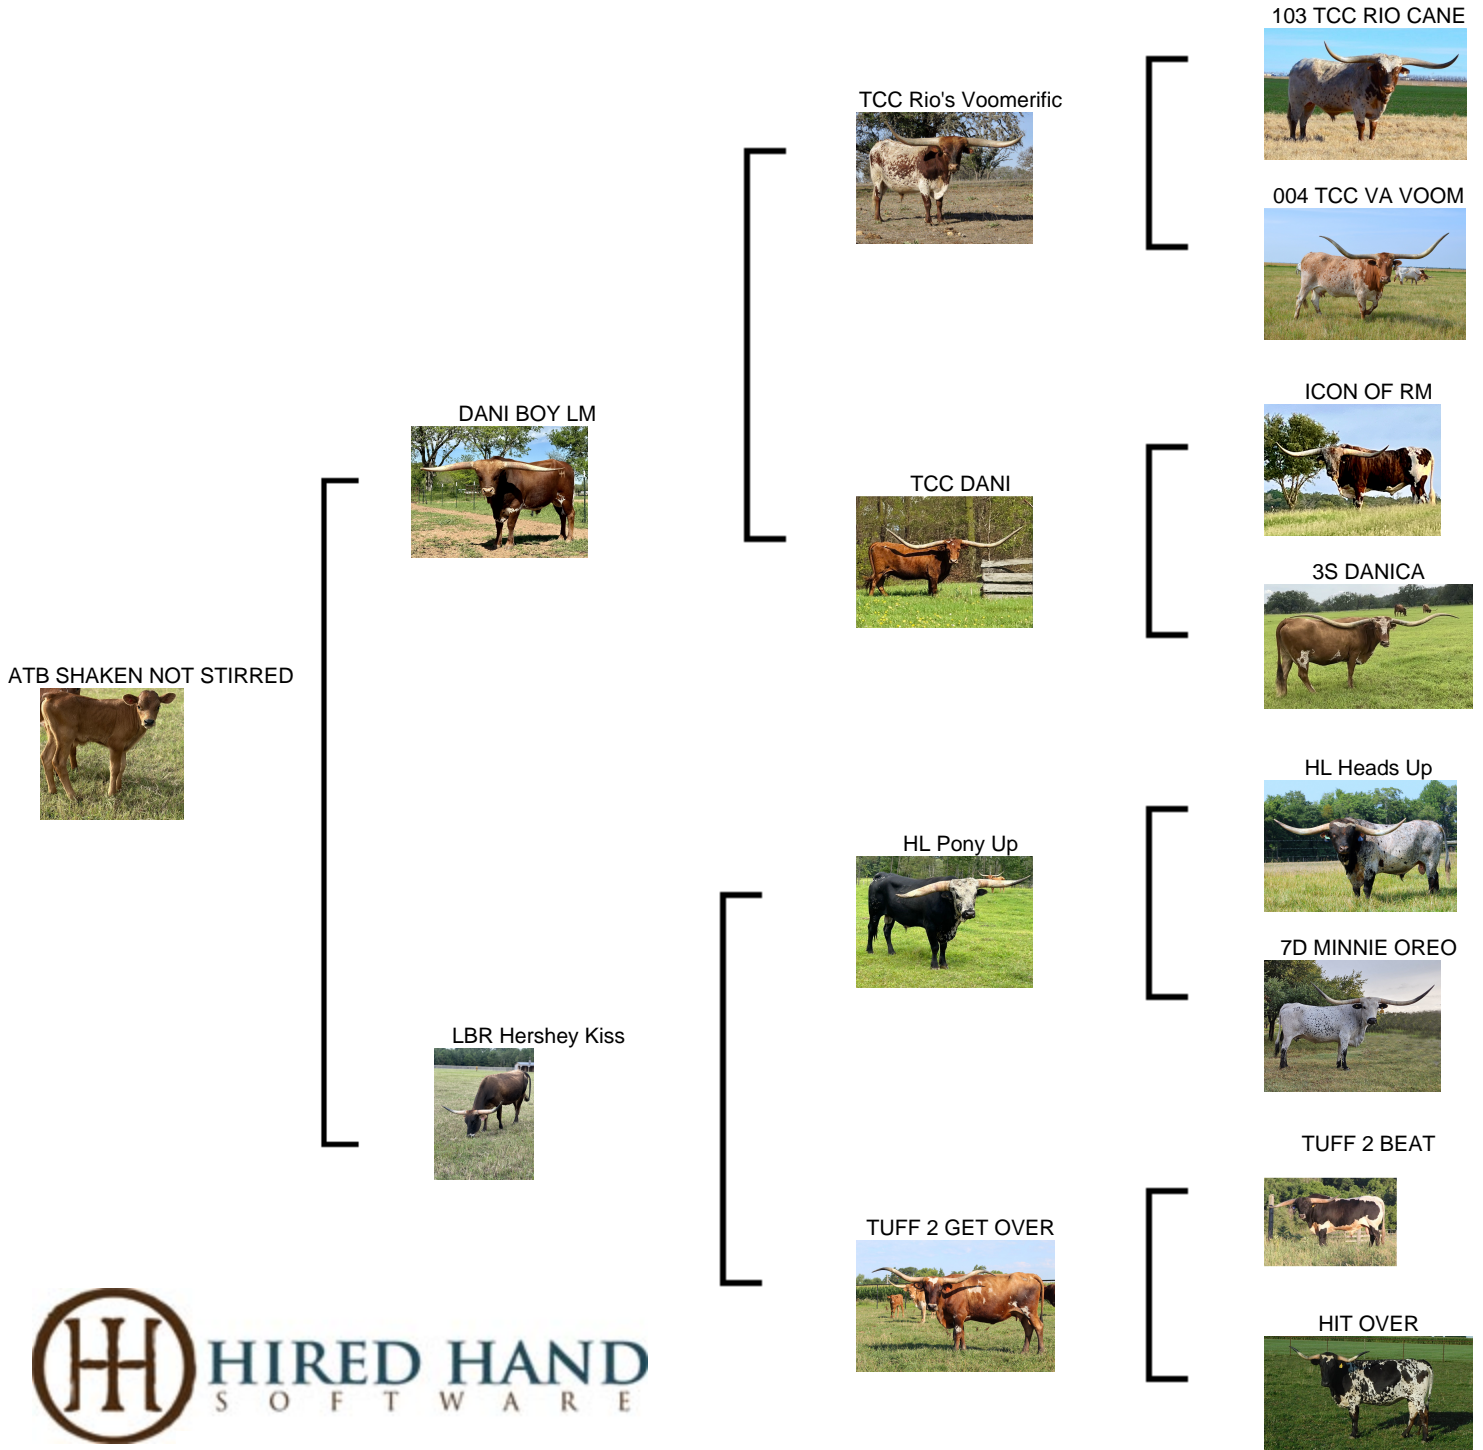 103 TCC RIO CANE
TCC Rio's Voomerific
004 TCC VA VOOM
DANI BOY LM
ICON OF RM
TCC DANI
3S DANICA
ATB SHAKEN NOT STIRRED
HL Heads Up
HL Pony Up
7D MINNIE OREO
LBR Hershey Kiss
TUFF 2 BEAT
TUFF 2 GET OVER
HIT OVER
HIRED HAND
SOFTWARE